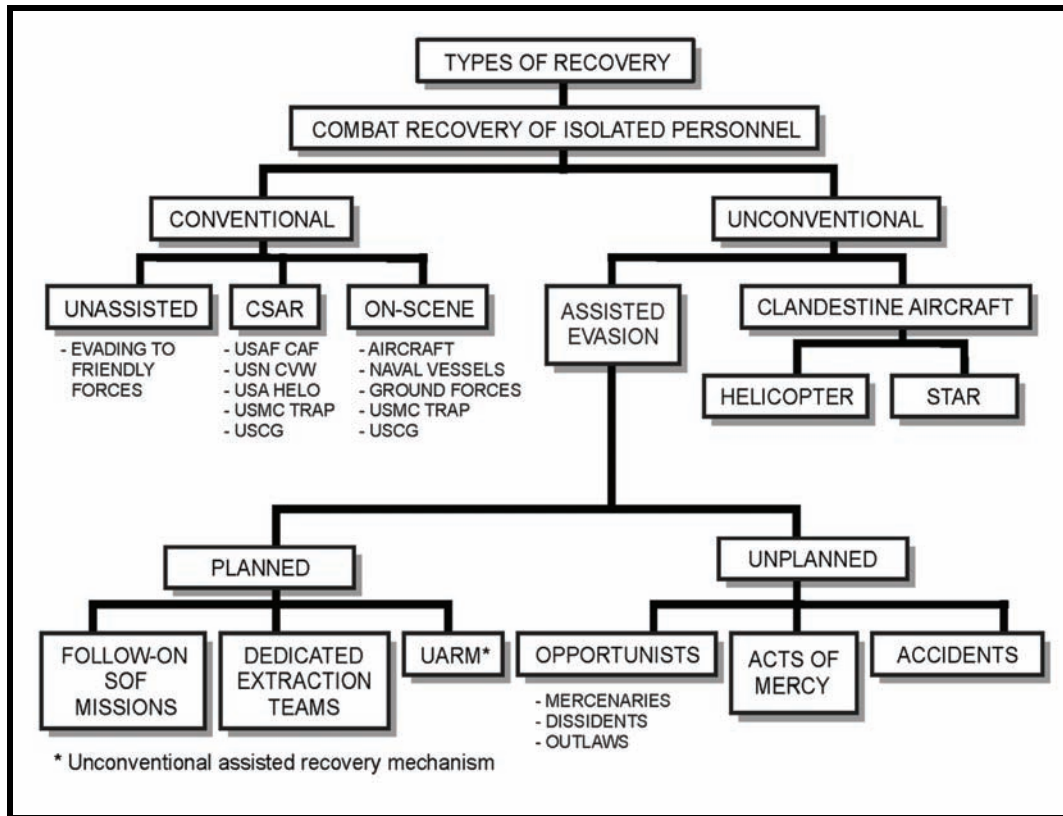 TYPES OF RECOVERY
COMBAT RECOVERY OF ISOLATED PERSONNEL
CONVENTIONAL
UNCONVENTIONAL
UNASSISTED
- EVADING TO
FRIENDLY
FORCES
CSAR
- USAF CAF
- USN CVW
- USA HELO
- USMC TRAP
- USCG
ON-SCENE
- AIRCRAFT
- NAVAL VESSELS
- GROUND FORCES
- USMC TRAP
- USCG
ASSISTED
EVASION
CLANDESTINE AIRCRAFT
HELICOPTER
STAR
PLANNED
UNPLANNED
FOLLOW-ON
SOF
MISSIONS
DEDICATED
EXTRACTION
TEAMS
UARM*
OPPORTUNISTS
- MERCENARIES
- DISSIDENTS
- OUTLAWS
ACTS OF
MERCY
ACCIDENTS
* Unconventional assisted recovery mechanism